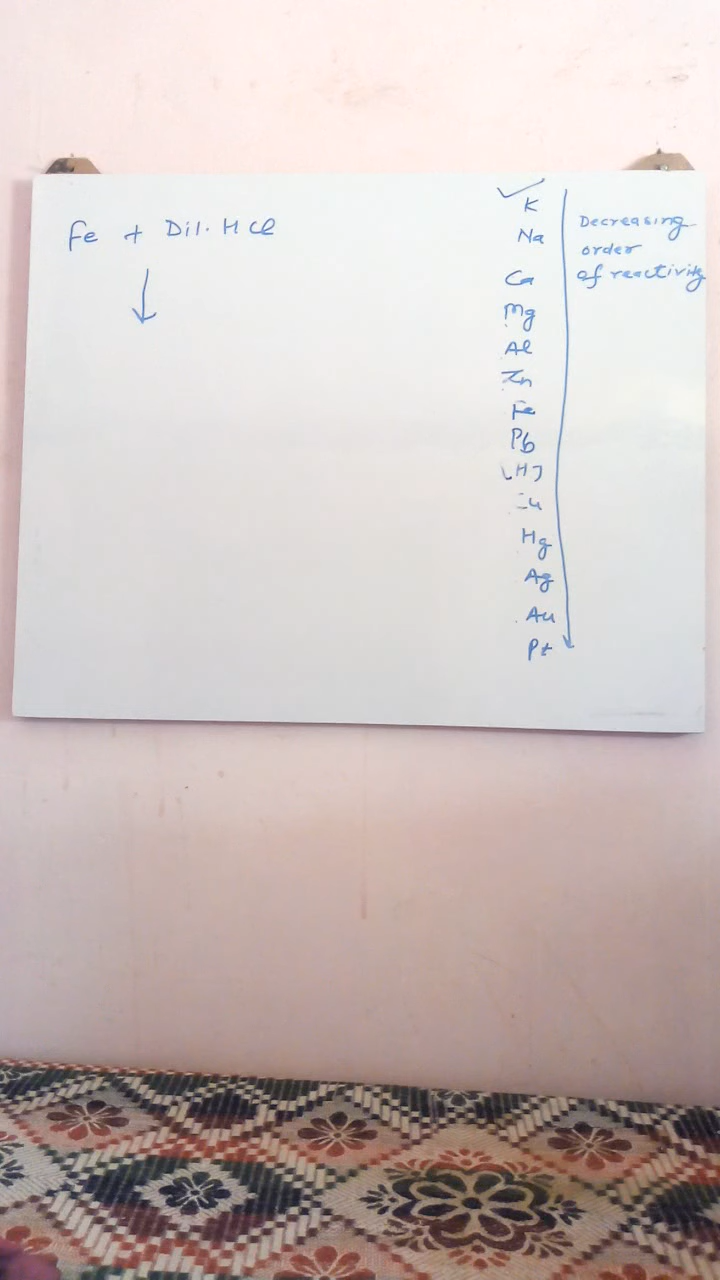 Fe + Dil. HCl
↓
K
Na
Ca
Mg
Al
Zn
Fe
Pb
[H]
Cu
Hg
Ag
Au
Pt
Decreasing
order
of reactivity